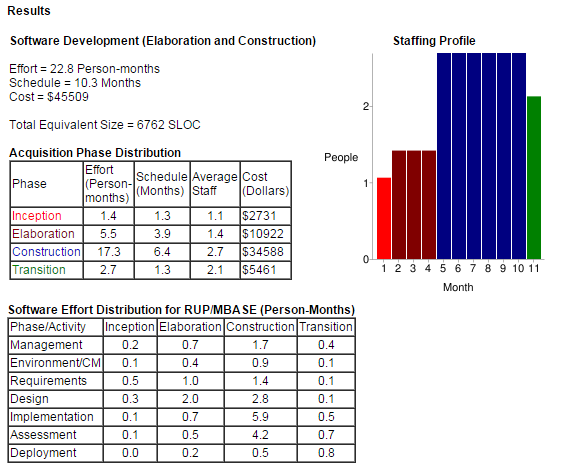 Results
Software Development (Elaboration and Construction)
Effort = 22.8 Person-months
Schedule = 10.3 Months
Cost = $45509
Total Equivalent Size = 6762 SLOC
Acquisition Phase Distribution
Phase Effort (Person-months) Schedule (Months) Average Staff Cost (Dollars)
Inception 1.4 1.3 1.1 $2731
Elaboration 5.5 3.9 1.4 $10922
Construction 17.3 6.4 2.7 $34588
Transition 2.7 1.3 2.1 $5461
Staffing Profile
2
People
1
0
1 2 3 4 5 6 7 8 9 10 11
Month
Software Effort Distribution for RUP/MBASE (Person-Months)
Phase/Activity Inception Elaboration Construction Transition
Management 0.2 0.7 1.7 0.4
Environment/CM 0.1 0.4 0.9 0.1
Requirements 0.5 1.0 1.4 0.1
Design 0.3 2.0 2.8 0.1
Implementation 0.1 0.7 5.9 0.5
Assessment 0.1 0.5 4.2 0.7
Deployment 0.0 0.2 0.5 0.8